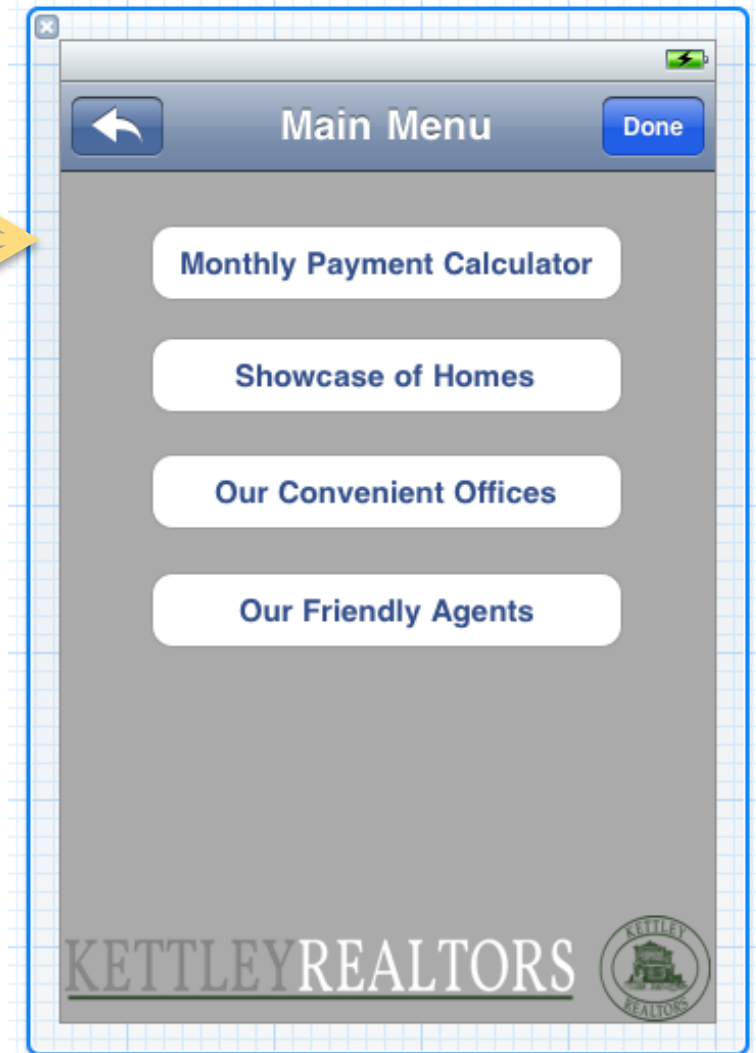 Main Menu
Done
Monthly Payment Calculator
Showcase of Homes
Our Convenient Offices
Our Friendly Agents
KETTLEYREALTORS
KETTLEY
REALTORS